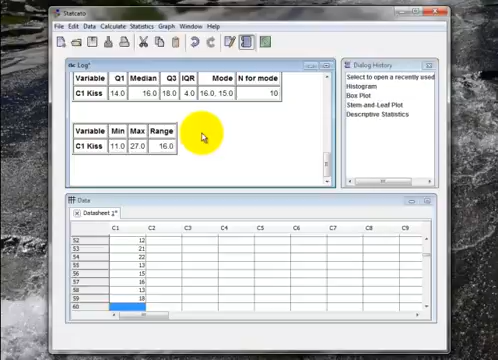 Statcato
File Edit Data Calculate Statistics Graph Window Help
Log*
Variable Q1 Median Q3 IQR Mode N for mode
C1 Kiss 14.0 16.0 18.0 4.0 16.0, 15.0 10
Variable Min Max Range
C1 Kiss 11.0 27.0 16.0
Dialog History
Select to open a recently used
Histogram
Box Plot
Stem-and-Leaf Plot
Descriptive Statistics
Data
Datasheet 1*
C1 C2 C3 C4 C5 C6 C7 C8 C9
52 12
53 21
54 22
55 13
56 15
57 16
58 13
59 18
60